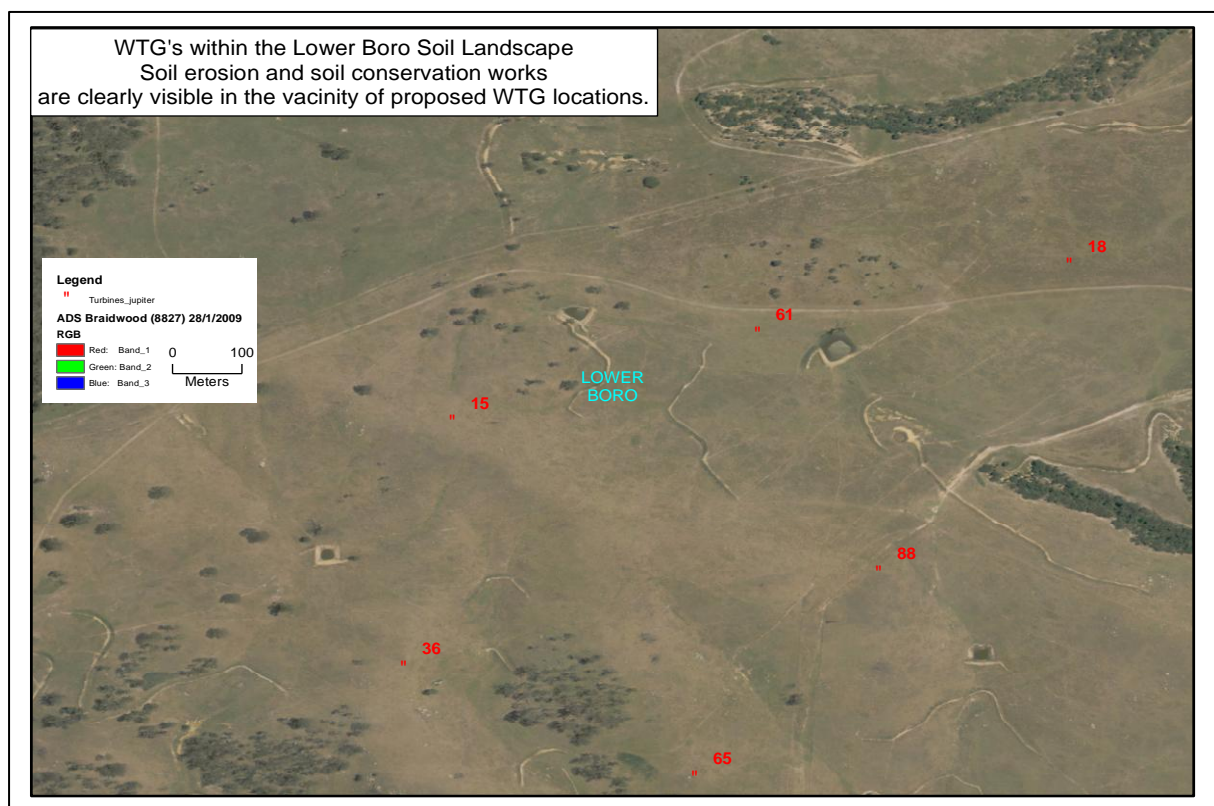 WTG's within the Lower Boro Soil Landscape
Soil erosion and soil conservation works
are clearly visible in the vacinity of proposed WTG locations.
18
61
LOWER
BORO
15
88
36
65
Legend
" Turbines_jupiter
ADS Braidwood (8827) 28/1/2009
RGB
Red: Band_1
Green: Band_2
Blue: Band_3
0 100
Meters